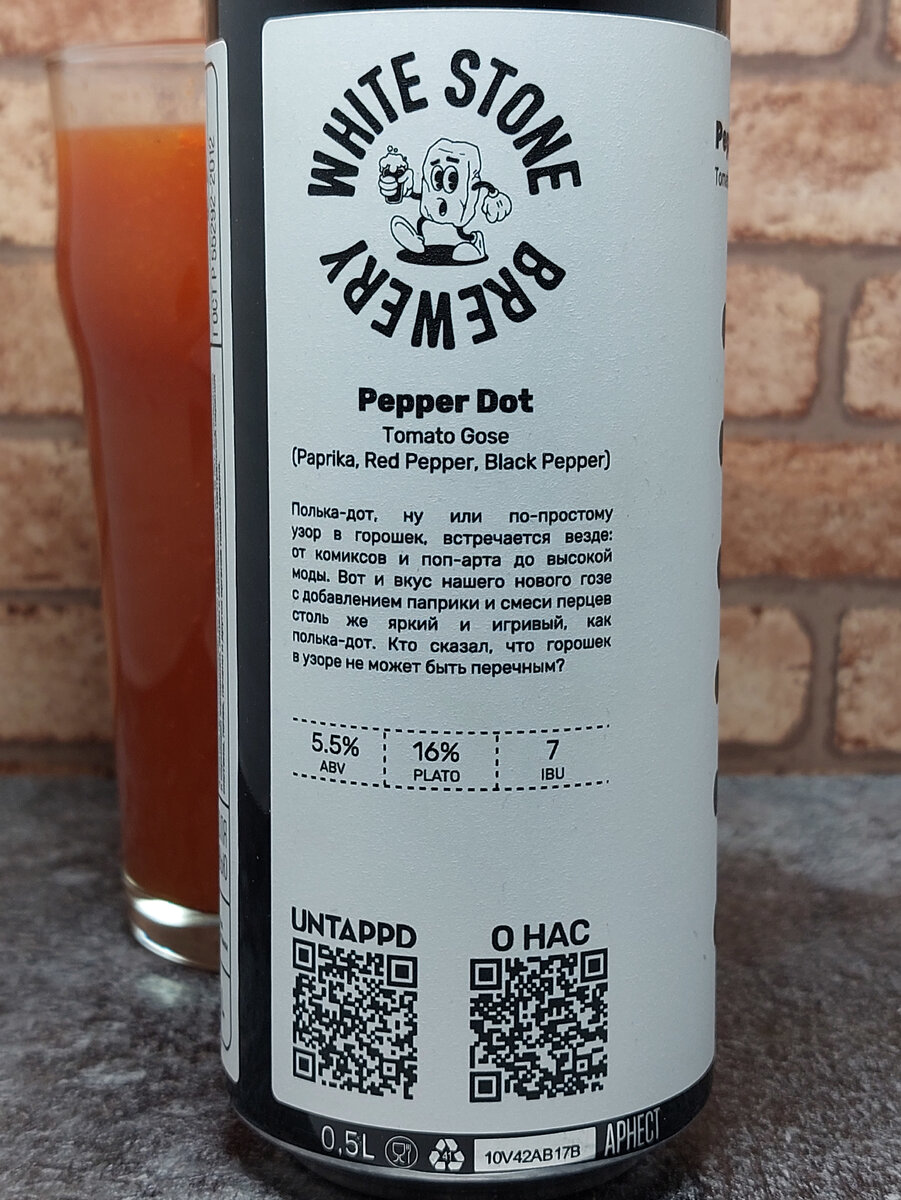 WHITE STONE
BREWERY
Pepper Dot
Tomato Gose
(Paprika, Red Pepper, Black Pepper)
Полька-дот, ну или по-простому
узор в горошек, встречается везде:
от комиксов и поп-арта до высокой
моды. Вот и вкус нашего нового гозе
с добавлением паприки и смеси перцев
столь же яркий и игривый, как
полька-дот. Кто сказал, что горошек
в узоре не может быть перечным?
5.5%
ABV
16%
PLATO
7
IBU
UNTAPPD
О НАС
0,5L
10V42AB17B
АРНЕСТ
ГОСТ Р 55292-2012